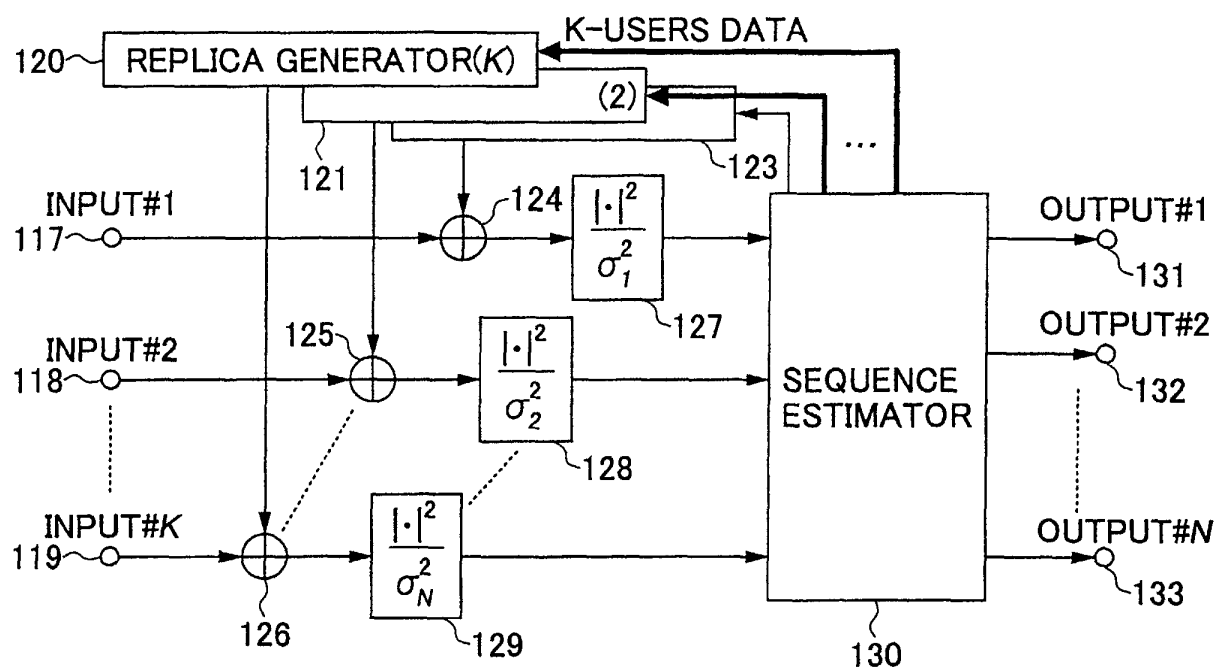 K-USERS DATA
120
REPLICA GENERATOR(K)
(2)
121
123
...
INPUT#1
117
124
|·|²
σ₁²
127
OUTPUT#1
131
INPUT#2
118
125
|·|²
σ₂²
128
SEQUENCE
ESTIMATOR
OUTPUT#2
132
INPUT#K
119
126
|·|²
σ_N²
129
130
OUTPUT#N
133